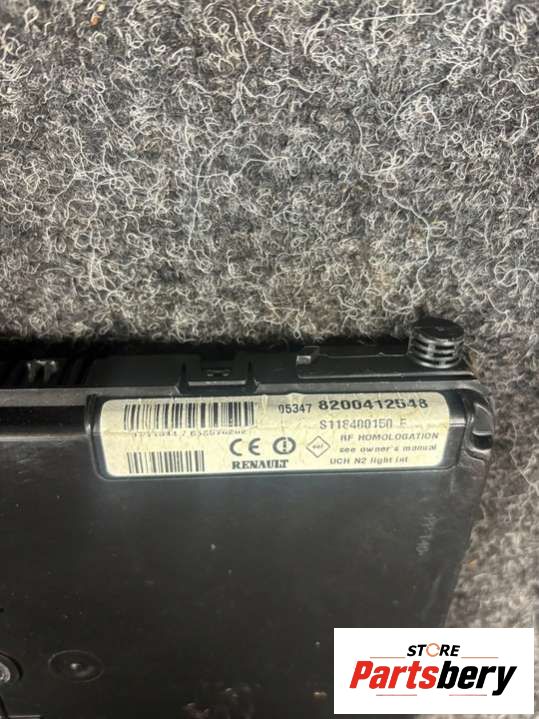 05347 8200412548
S118400150 E
RF HOMOLOGATION
see owner's manual
UCH N2 light int
CE
RENAULT
STORE
Partsbery